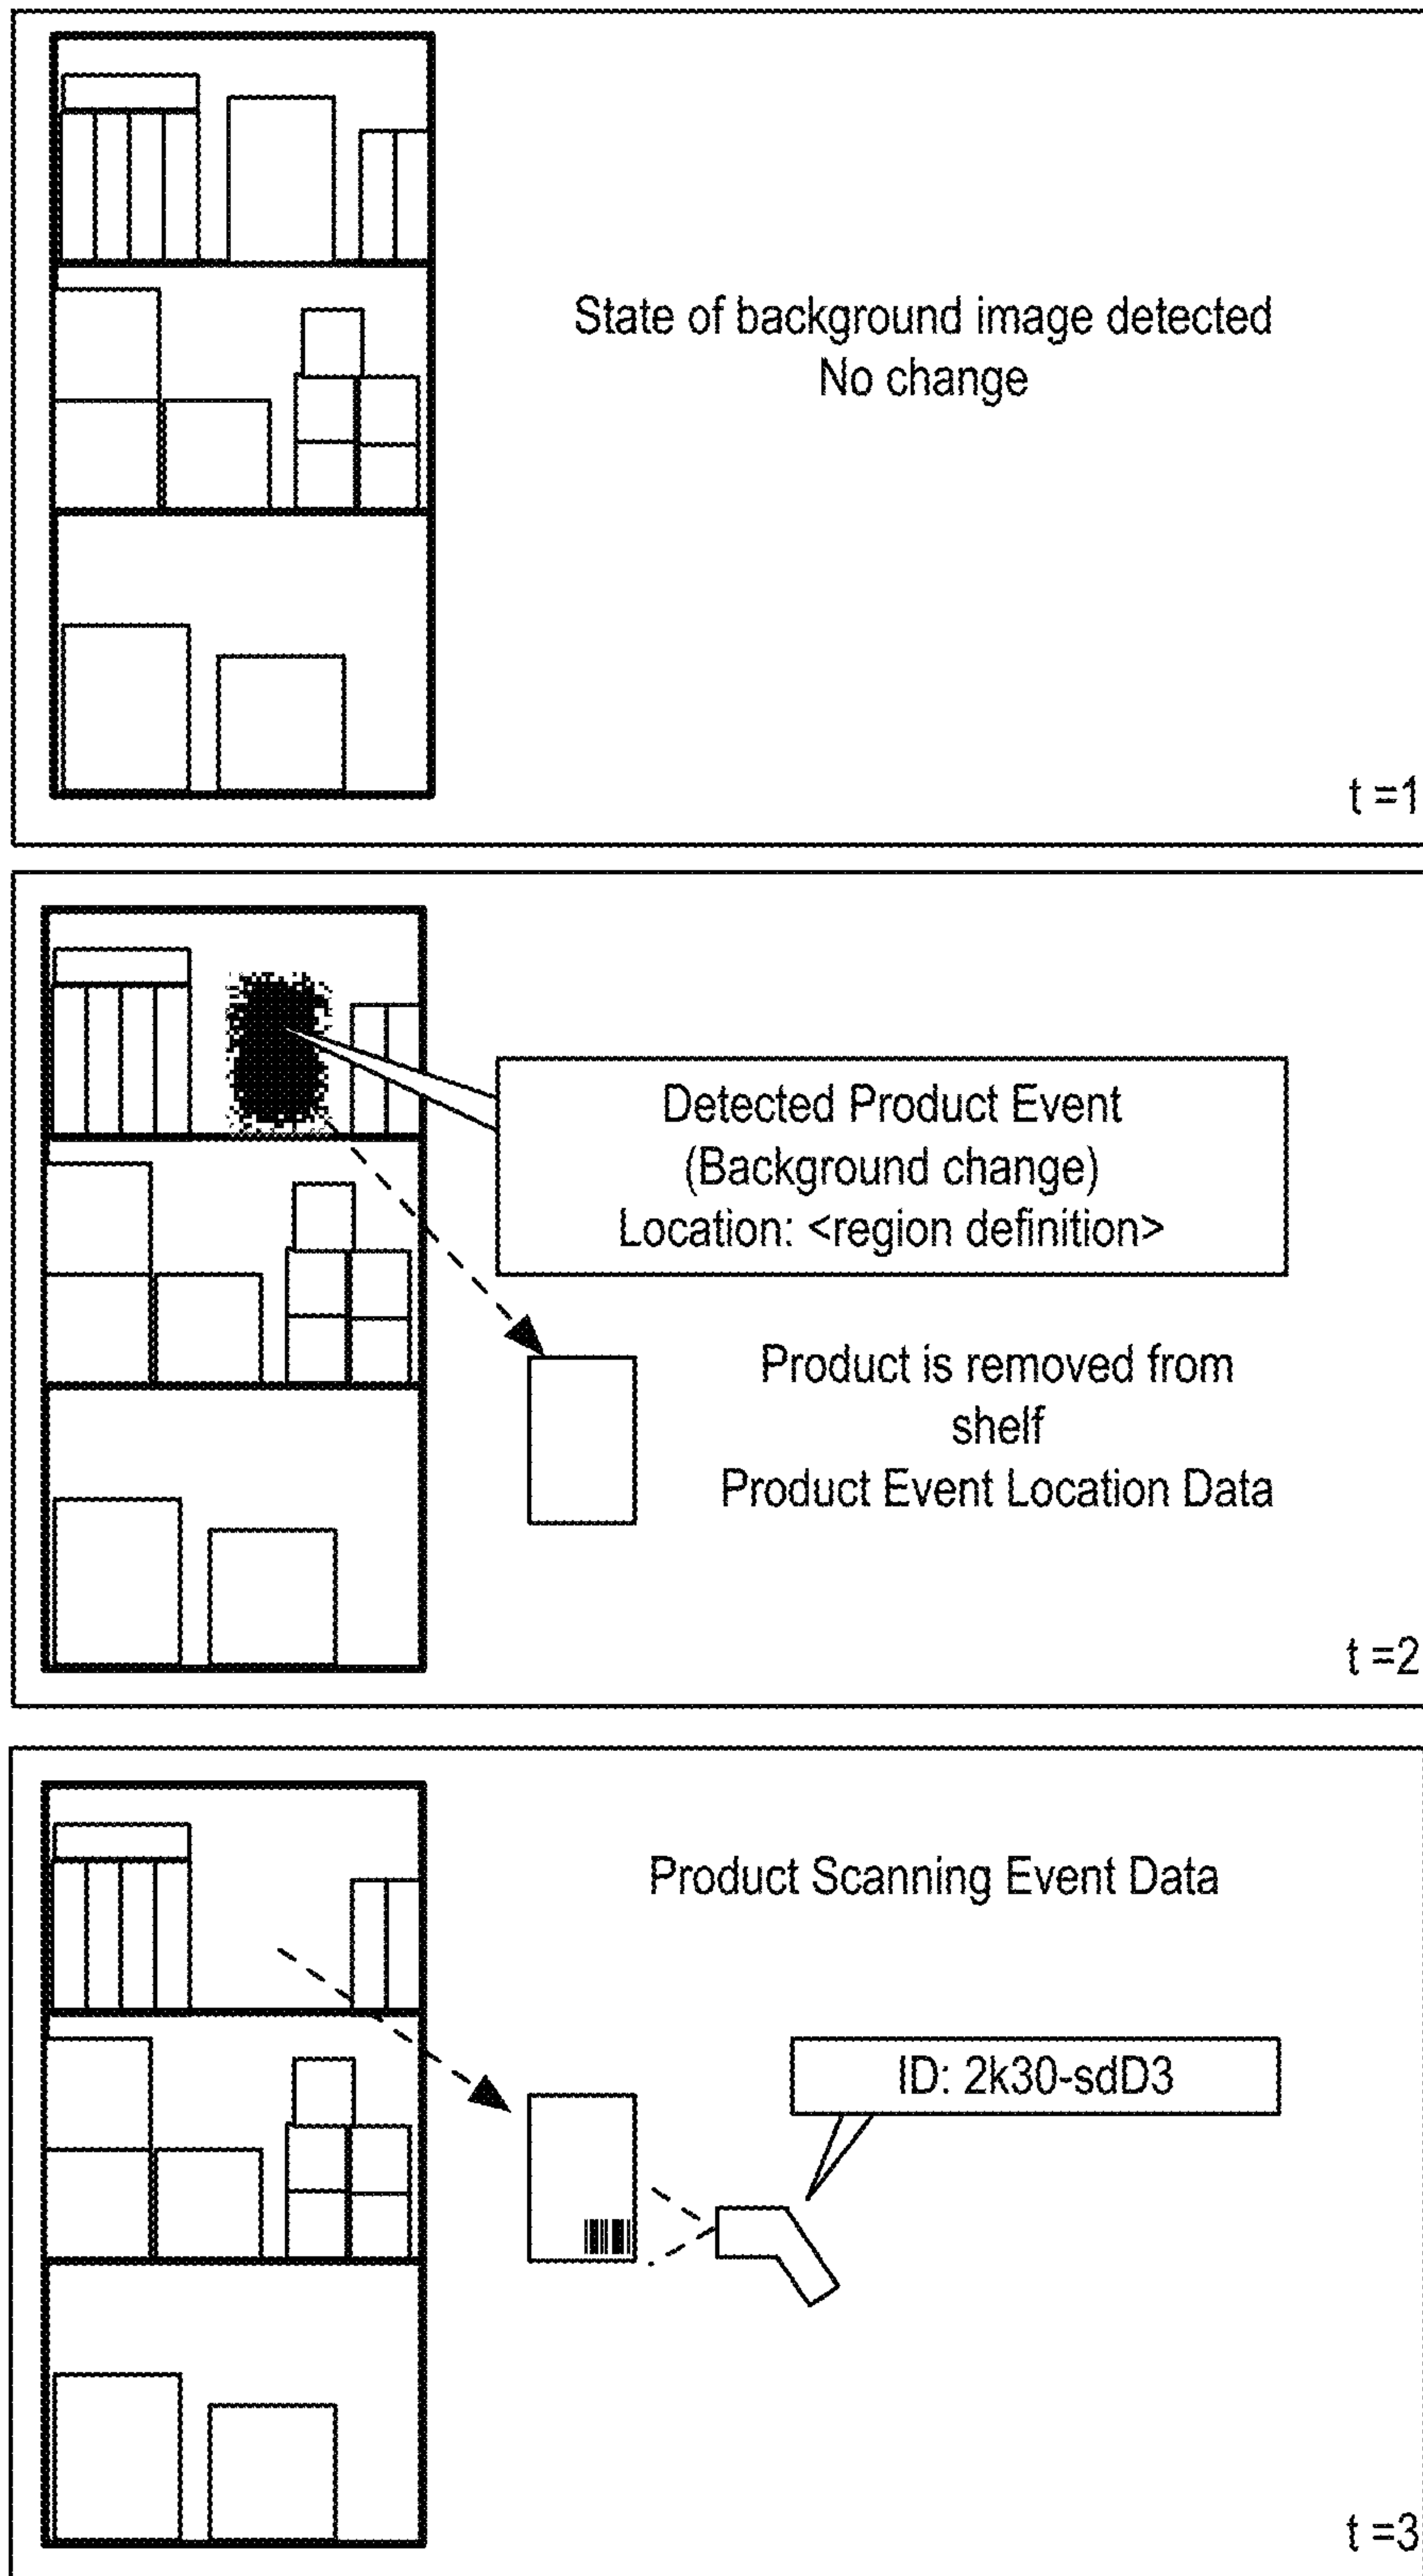 State of background image detected
No change
t =1
Detected Product Event
(Background change)
Location: <region definition>
Product is removed from
shelf
Product Event Location Data
t =2
Product Scanning Event Data
ID: 2k30-sdD3
t =3